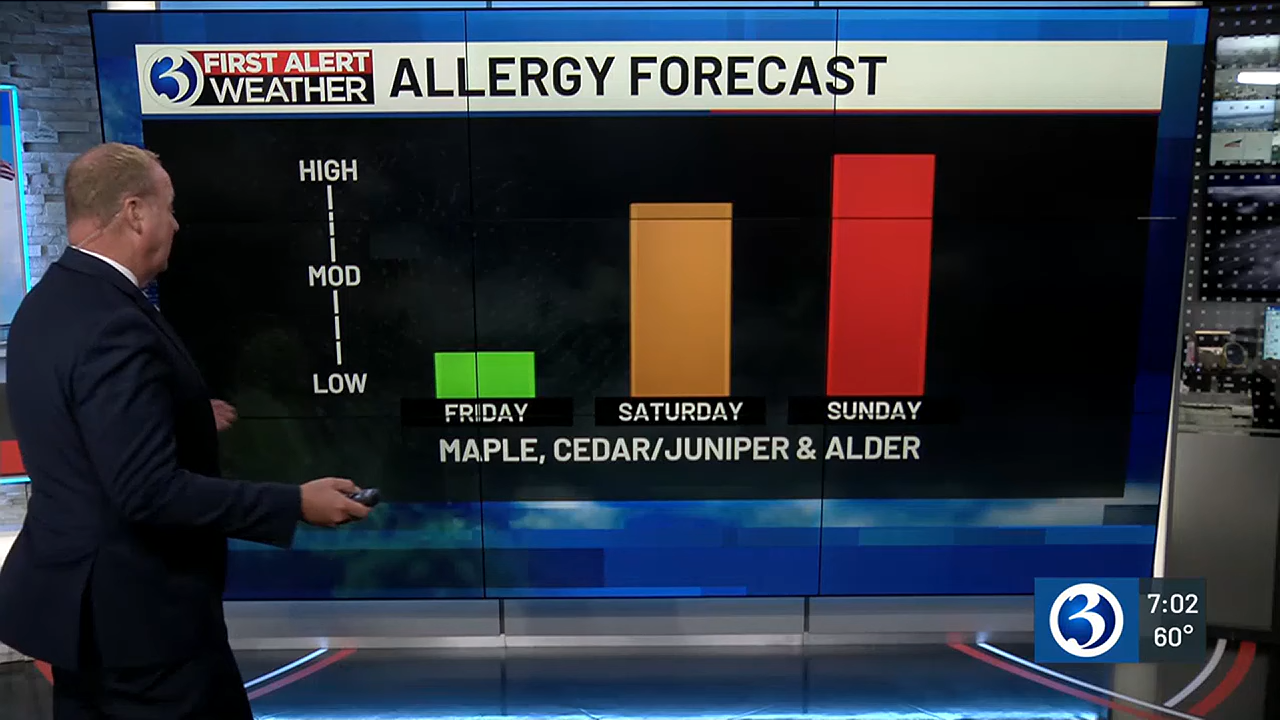 3 FIRST ALERT
WEATHER
ALLERGY FORECAST
HIGH
MOD
LOW
FRIDAY
SATURDAY
SUNDAY
MAPLE, CEDAR/JUNIPER & ALDER
3
7:02
60°